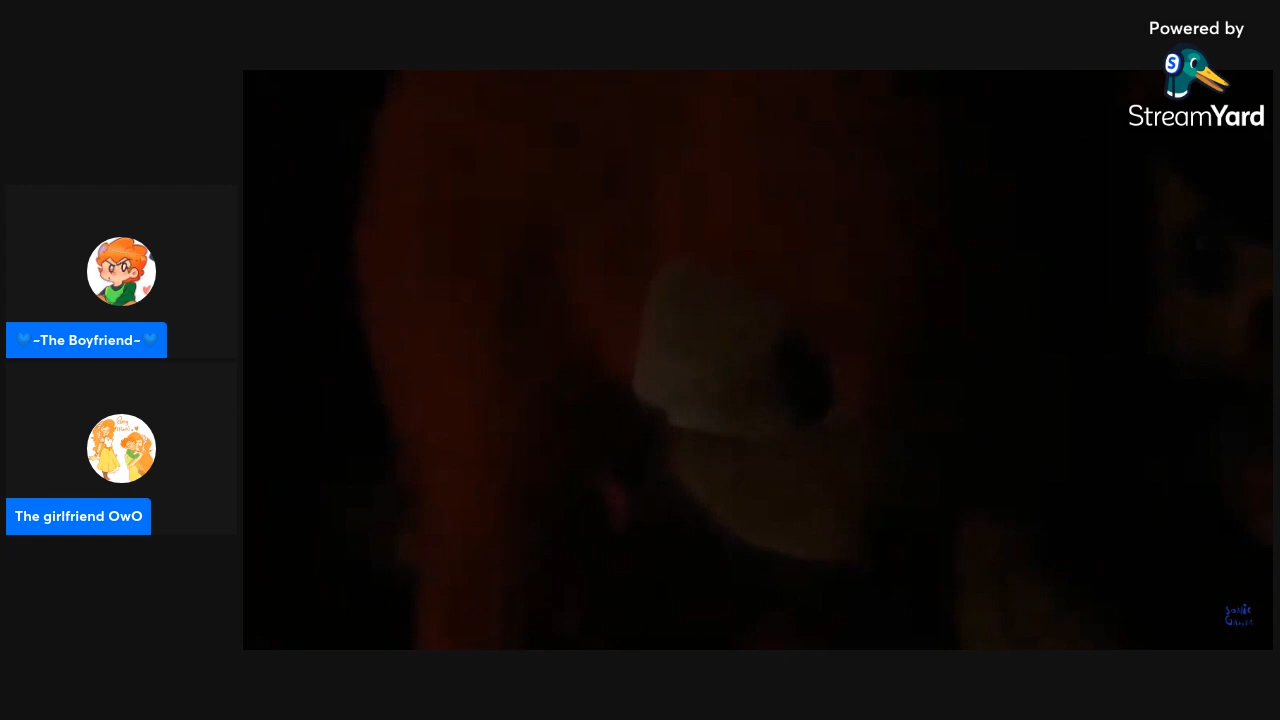 Powered by
StreamYard
💙~The Boyfriend~💙
The girlfriend OwO